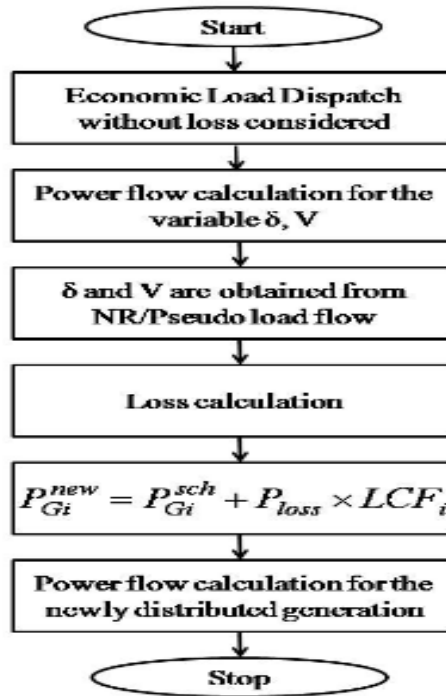 Start
Economic Load Dispatch
without loss considered
Power flow calculation for the
variable δ, V
δ and V are obtained from
NR/Pseudo load flow
Loss calculation
P_{Gi}^{new} = P_{Gi}^{sch} + P_{loss} × LCF_i
Power flow calculation for the
newly distributed generation
Stop